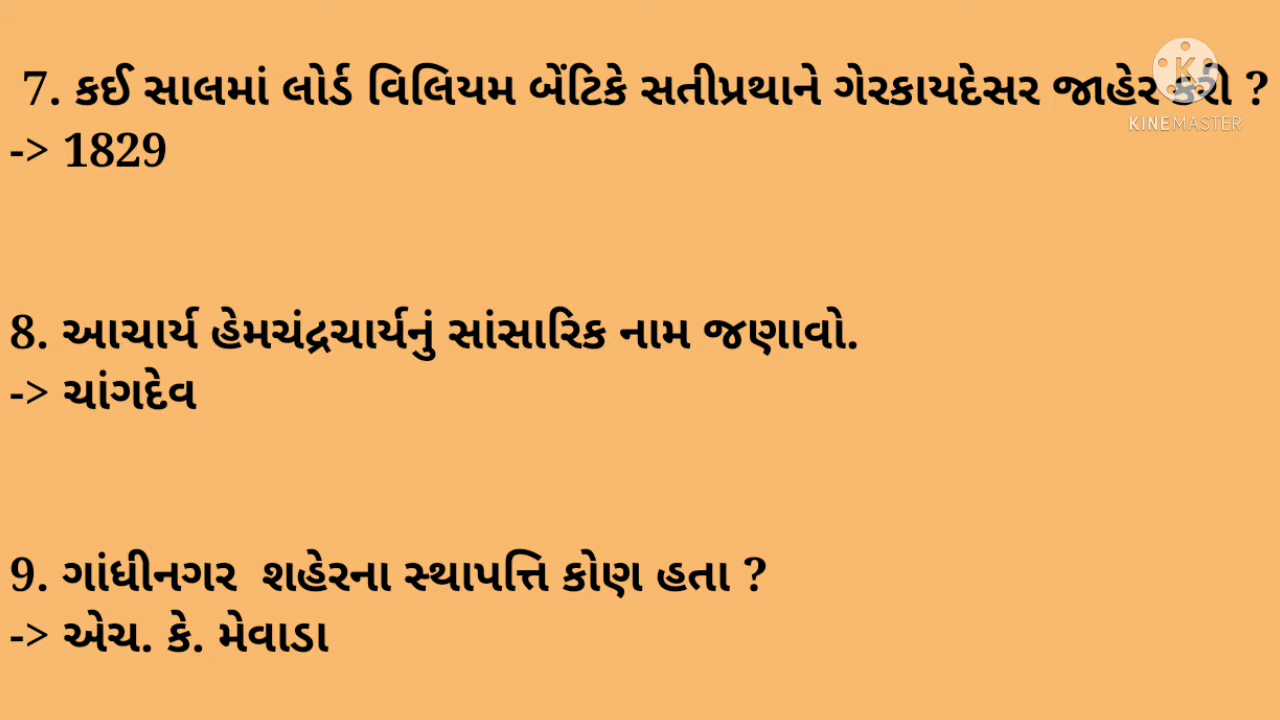 7. કઈ સાલમાં લોર્ડ વિલિયમ બેંટિકે સતીપ્રથાને ગેરકાયદેસર જાહેર કરી ?
-> 1829
8. આચાર્ય હેમચંદ્રચાર્યનું સાંસારિક નામ જણાવો.
-> ચાંગદેવ
9. ગાંધીનગર શહેરના સ્થાપત્તિ કોણ હતા ?
-> એચ. કે. મેવાડા
K
KINEMASTER